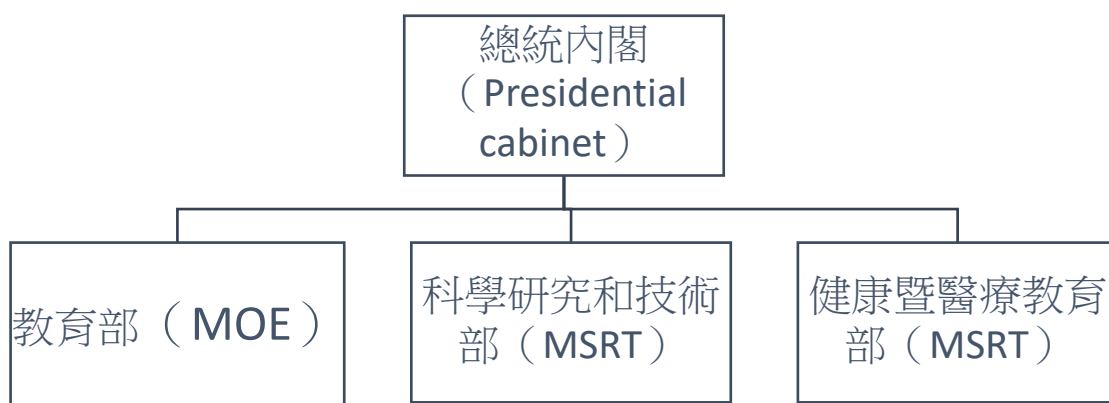 總統內閣
（Presidential
cabinet）
教育部（MOE）
科學研究和技術
部（MSRT）
健康暨醫療教育
部（MSRT）